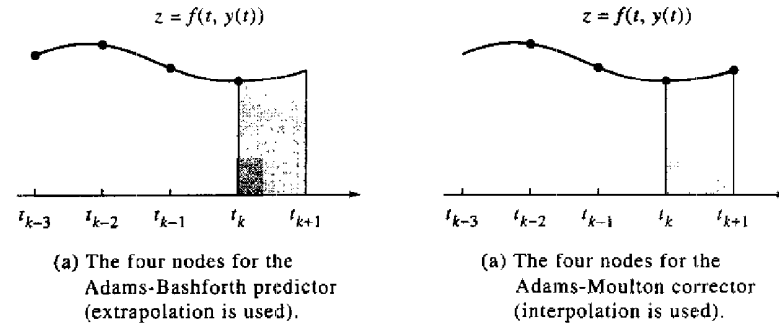 z = f(t, y(t))
t_{k-3} t_{k-2} t_{k-1} t_k t_{k+1}
(a) The four nodes for the
Adams-Bashforth predictor
(extrapolation is used).
z = f(t, y(t))
t_{k-3} t_{k-2} t_{k-1} t_k t_{k+1}
(a) The four nodes for the
Adams-Moulton corrector
(interpolation is used).